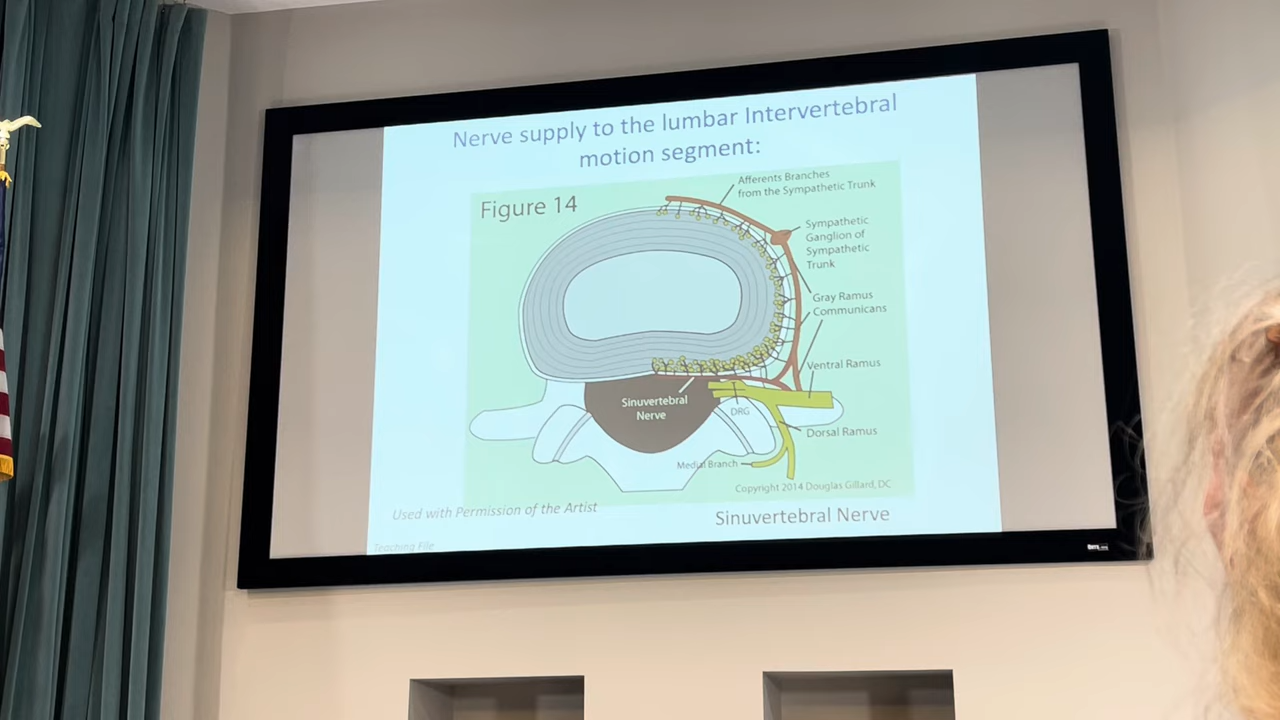 Nerve supply to the lumbar Intervertebral
motion segment:
Figure 14
Afferents Branches
from the Sympathetic Trunk
Sympathetic
Ganglion of
Sympathetic
Trunk
Gray Ramus
Communicans
Ventral Ramus
Sinuvertebral
Nerve
DRG
Dorsal Ramus
Medial Branch
Copyright 2014 Douglas Gillard, DC
Used with Permission of the Artist
Sinuvertebral Nerve
Teaching File